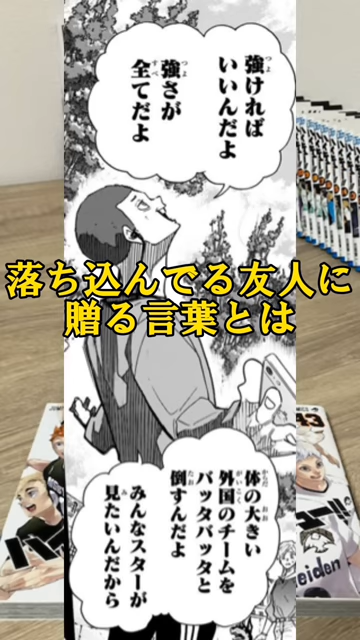 強ければ
いいんだよ
強さが
全てだよ
落ち込んでる友人に
贈る言葉とは
体の大きい
外国のチームを
バッタバッタと
倒すんだよ
みんなスターが
見たいんだから
43
eiden